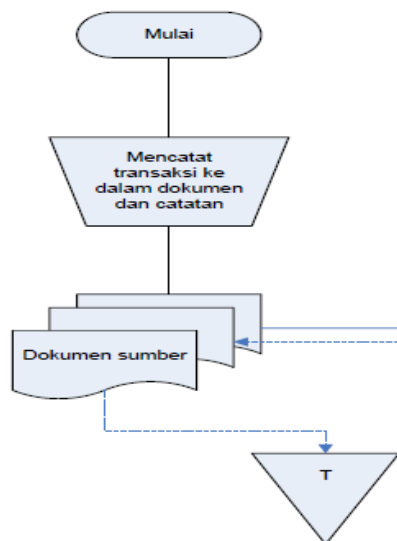 Mulai
Mencatat
transaksi ke
dalam dokumen
dan catatan
Dokumen sumber
T